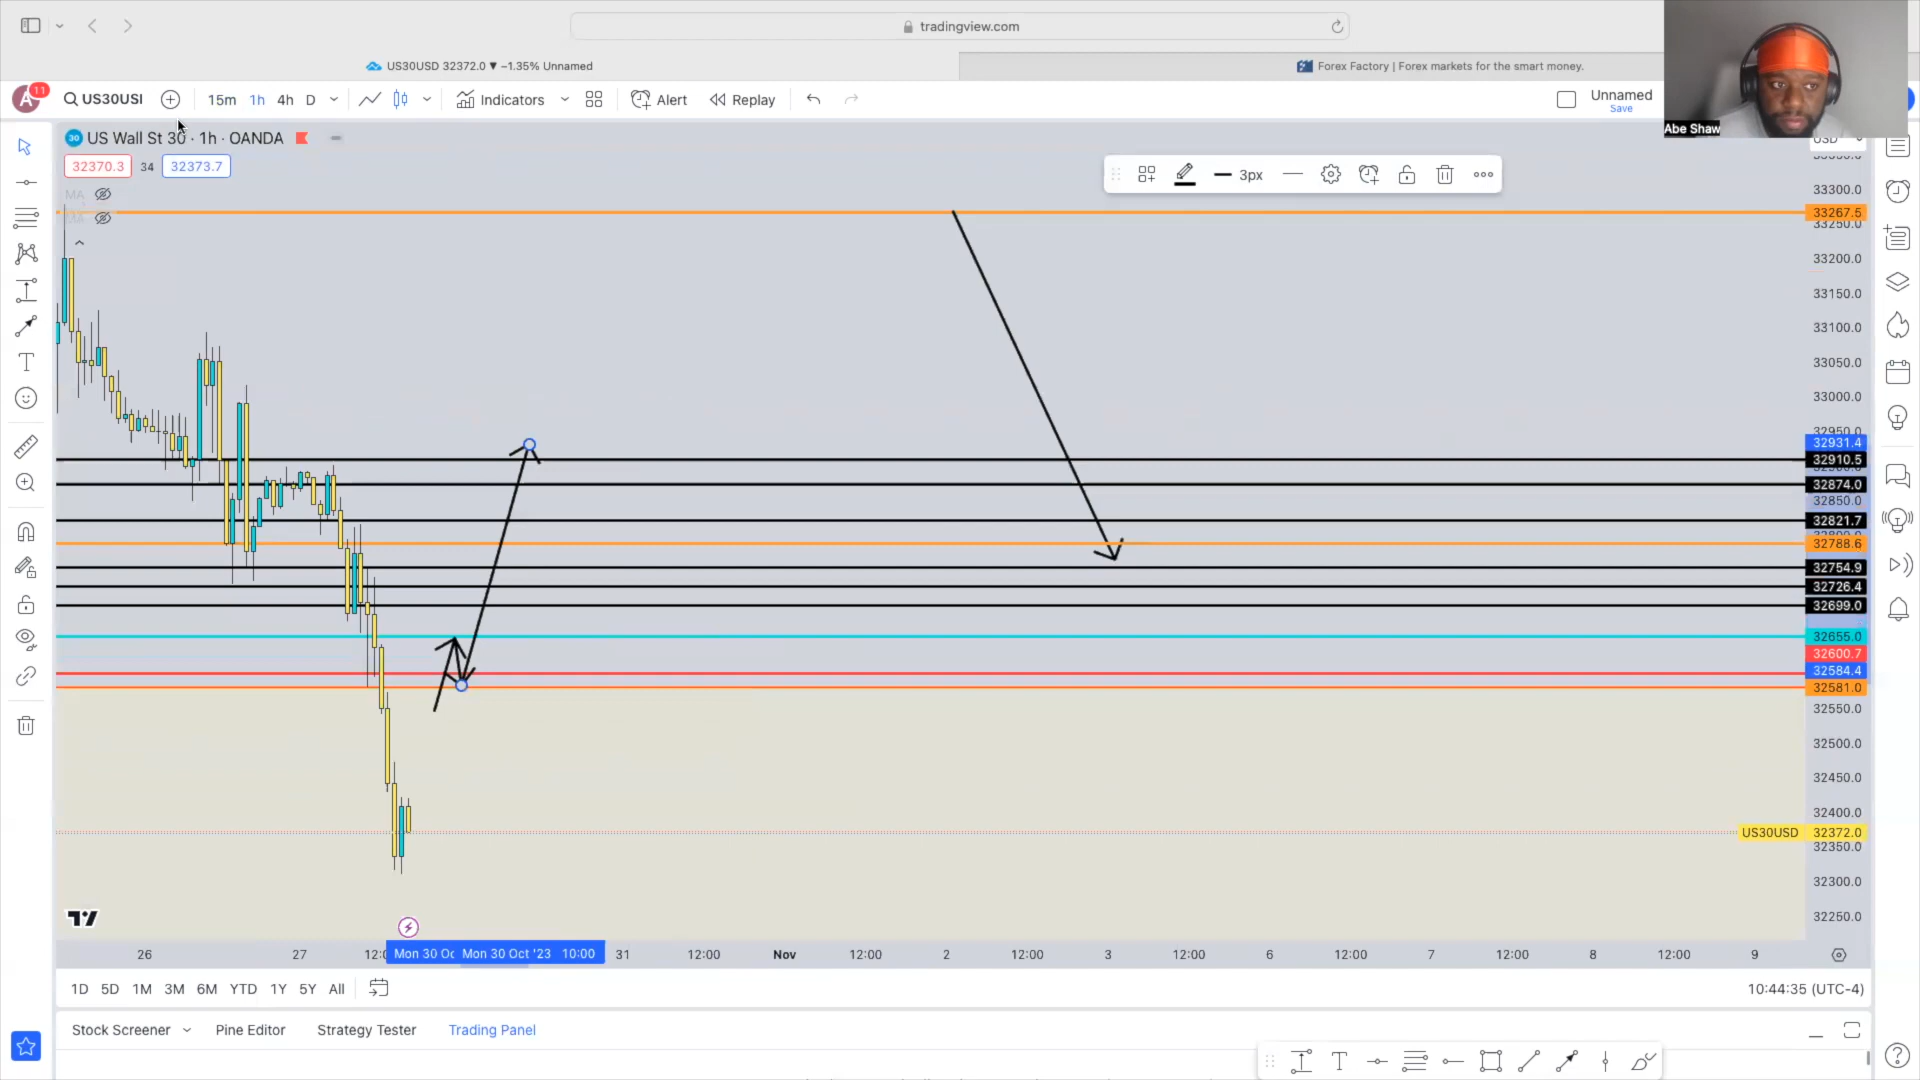 tradingview.com
US30USD 32372.0 ▼ −1.35% Unnamed
Forex Factory | Forex markets for the smart money.
A
11
US30USI
15m 1h 4h D
Indicators
Alert
Replay
Unnamed
Save
Abe Shaw
30
US Wall St 30 · 1h · OANDA
32370.3 34 32373.7
MA
3px
USD
33300.0
33267.5
33250.0
33200.0
33150.0
33100.0
33050.0
33000.0
32950.0
32931.4
32910.5
32874.0
32850.0
32821.7
32788.6
32754.9
32726.4
32699.0
32655.0
32600.7
32584.4
32581.0
32550.0
32500.0
32450.0
32400.0
US30USD 32372.0
32350.0
32300.0
32250.0
26 27 Mon 30 Oct '23 10:00 31 12:00 Nov 12:00 2 12:00 3 12:00 6 12:00 7 12:00 8 12:00 9
1D 5D 1M 3M 6M YTD 1Y 5Y All
10:44:35 (UTC-4)
Stock Screener Pine Editor Strategy Tester Trading Panel